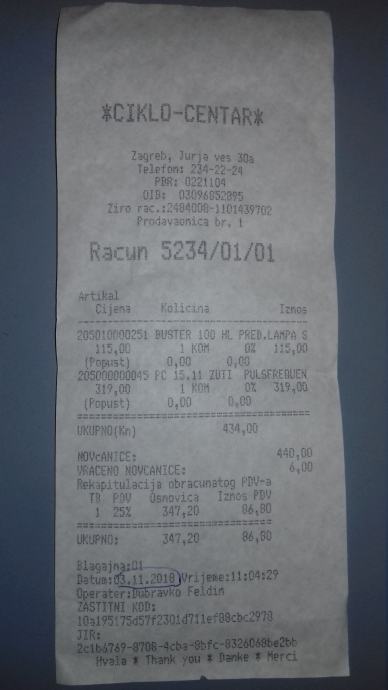 *CIKLO-CENTAR*
Zagreb, Jurja ves 30a
Telefon: 234-22-24
PBR: 0221104
OIB: 03096852895
Ziro rac.:2484008-1101439702
Prodavaonica br. 1
Racun 5234/01/01
Artikal
Cijena Kolicina Iznos
205010000251 BUSTER 100 HL PRED.LAMPA S
115,00 1 KOM 0% 115,00
(Popust) 0,00 0,00
205000000045 PC 15.11 ZUTI PULSFREQUEN
319,00 1 KOM 0% 319,00
(Popust) 0,00 0,00
UKUPNO(Kn) 434,00
NOVcANICE: 440,00
VRACENO NOVCANICE: 6,00
Rekapitulacija obracunatog PDV-a
TB PDV Osnovica Iznos PDV
1 25% 347,20 86,80
UKUPNO: 347,20 86,80
Blagajna:01
Datum:03.11.2018 Vrijeme:11:04:29
Operater:Dubravko Feldin
ZASTITNI KOD:
10a195175d57f2301d711ef08cbc2978
JIR:
2c1b6769-8708-4cba-8bfc-8326068be2bb
Hvala * Thank you * Danke * Merci